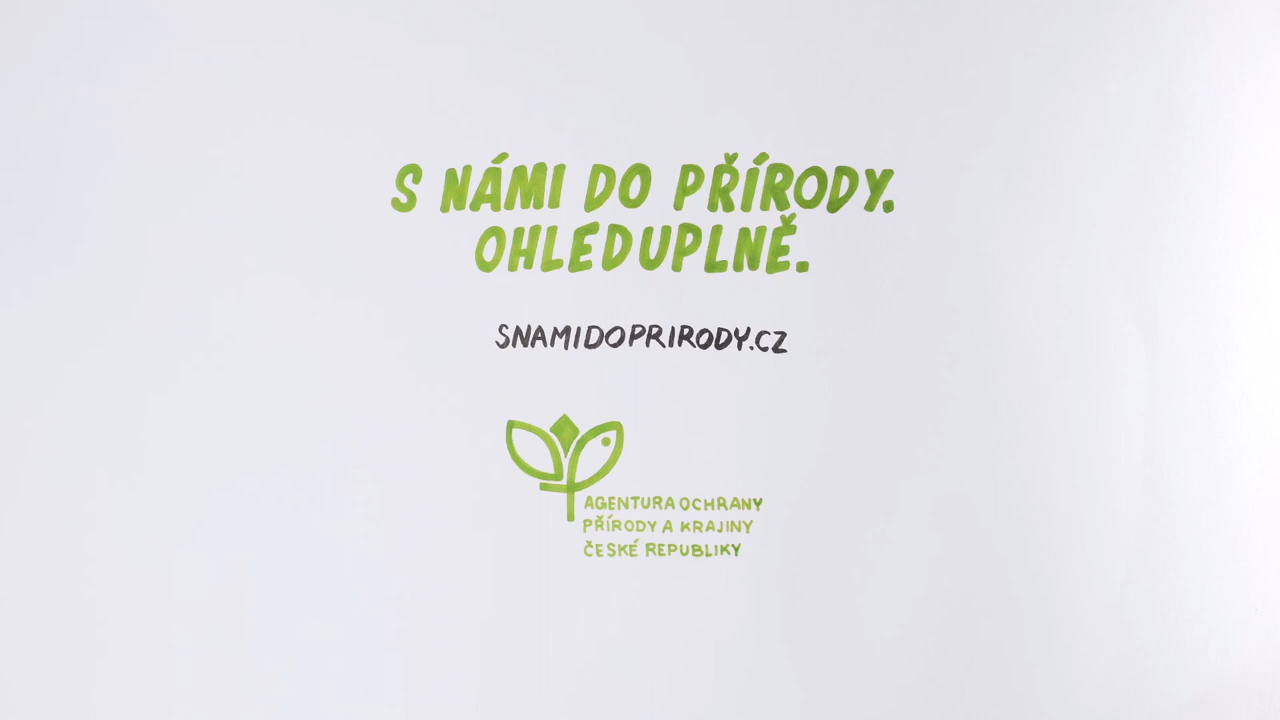 S NÁMI DO PŘÍRODY.
OHLEDUPLNĚ.
SNAMIDOPRIRODY.CZ
AGENTURA OCHRANY
PŘÍRODY A KRAJINY
ČESKÉ REPUBLIKY